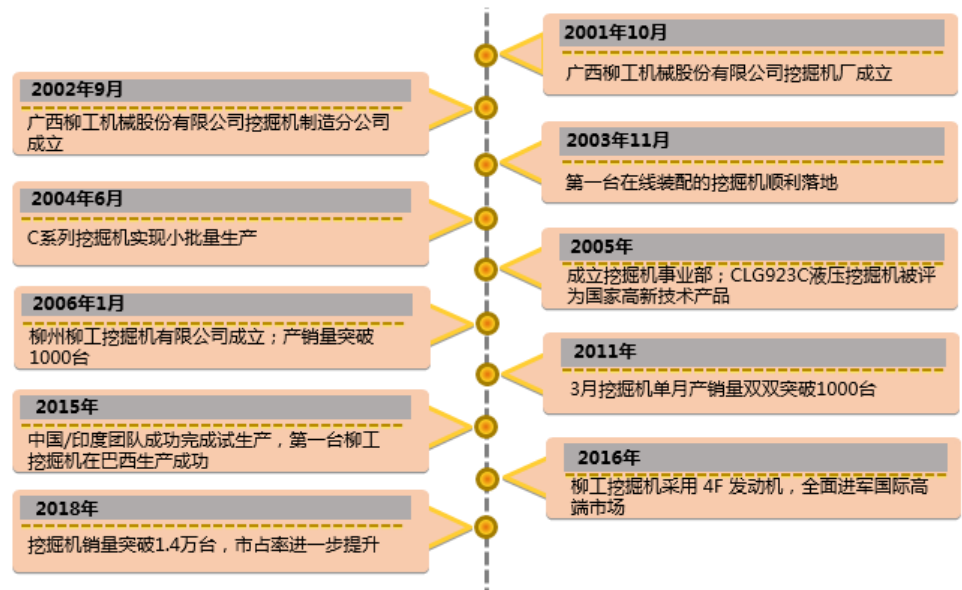 2001年10月
广西柳工机械股份有限公司挖掘机厂成立
2002年9月
广西柳工机械股份有限公司挖掘机制造分公司
成立
2003年11月
第一台在线装配的挖掘机顺利落地
2004年6月
C系列挖掘机实现小批量生产
2005年
成立挖掘机事业部；CLG923C液压挖掘机被评
为国家高新技术产品
2006年1月
柳州柳工挖掘机有限公司成立；产销量突破
1000台
2011年
3月挖掘机单月产销量双双突破1000台
2015年
中国/印度团队成功完成试生产，第一台柳工
挖掘机在巴西生产成功
2016年
柳工挖掘机采用 4F 发动机，全面进军国际高
端市场
2018年
挖掘机销量突破1.4万台，市占率进一步提升